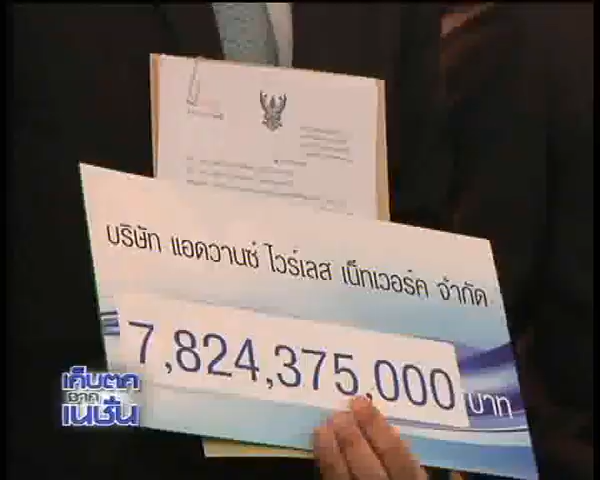 บริษัท แอดวานซ์ ไวร์เลส เน็ทเวอร์ค จำกัด
7,824,375,000 บาท
เก็บตก
จาก
เนชั่น